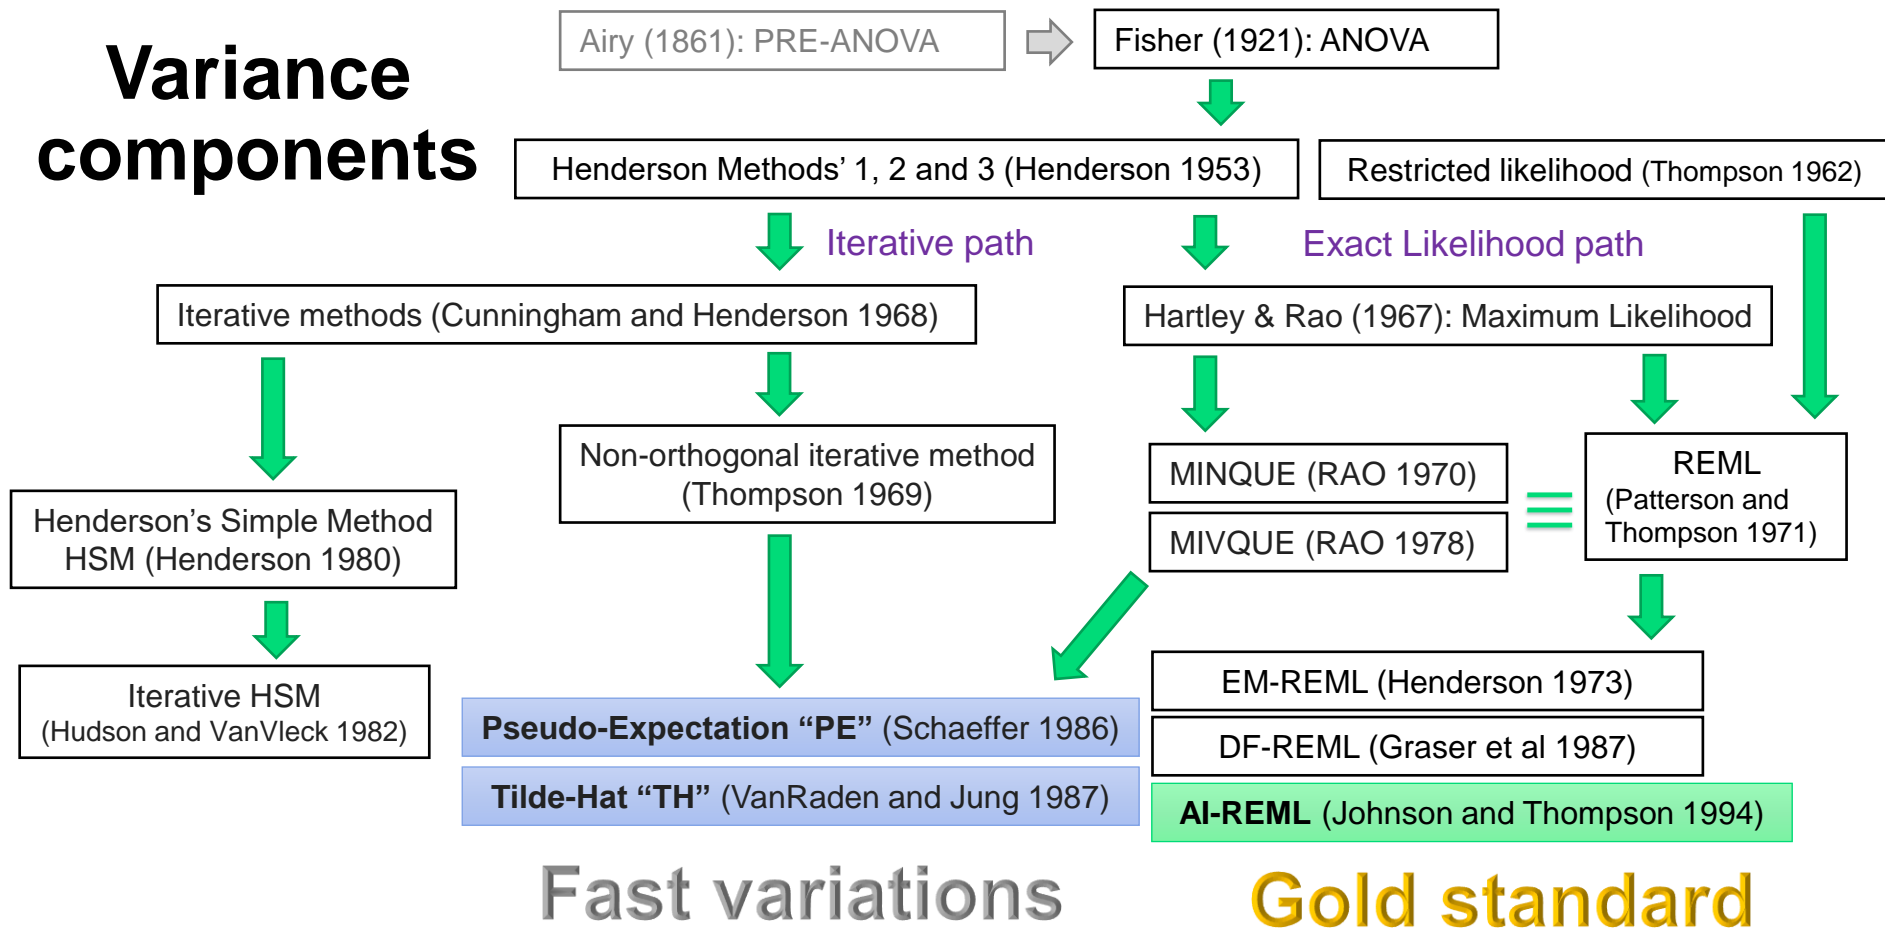 Variance
components
Airy (1861): PRE-ANOVA
Fisher (1921): ANOVA
Henderson Methods’ 1, 2 and 3 (Henderson 1953)
Restricted likelihood (Thompson 1962)
Iterative path
Exact Likelihood path
Iterative methods (Cunningham and Henderson 1968)
Hartley & Rao (1967): Maximum Likelihood
Non-orthogonal iterative method
(Thompson 1969)
MINQUE (RAO 1970)
MIVQUE (RAO 1978)
REML
(Patterson and
Thompson 1971)
Henderson’s Simple Method
HSM (Henderson 1980)
Iterative HSM
(Hudson and VanVleck 1982)
Pseudo-Expectation “PE” (Schaeffer 1986)
Tilde-Hat “TH” (VanRaden and Jung 1987)
EM-REML (Henderson 1973)
DF-REML (Graser et al 1987)
AI-REML (Johnson and Thompson 1994)
Fast variations
Gold standard